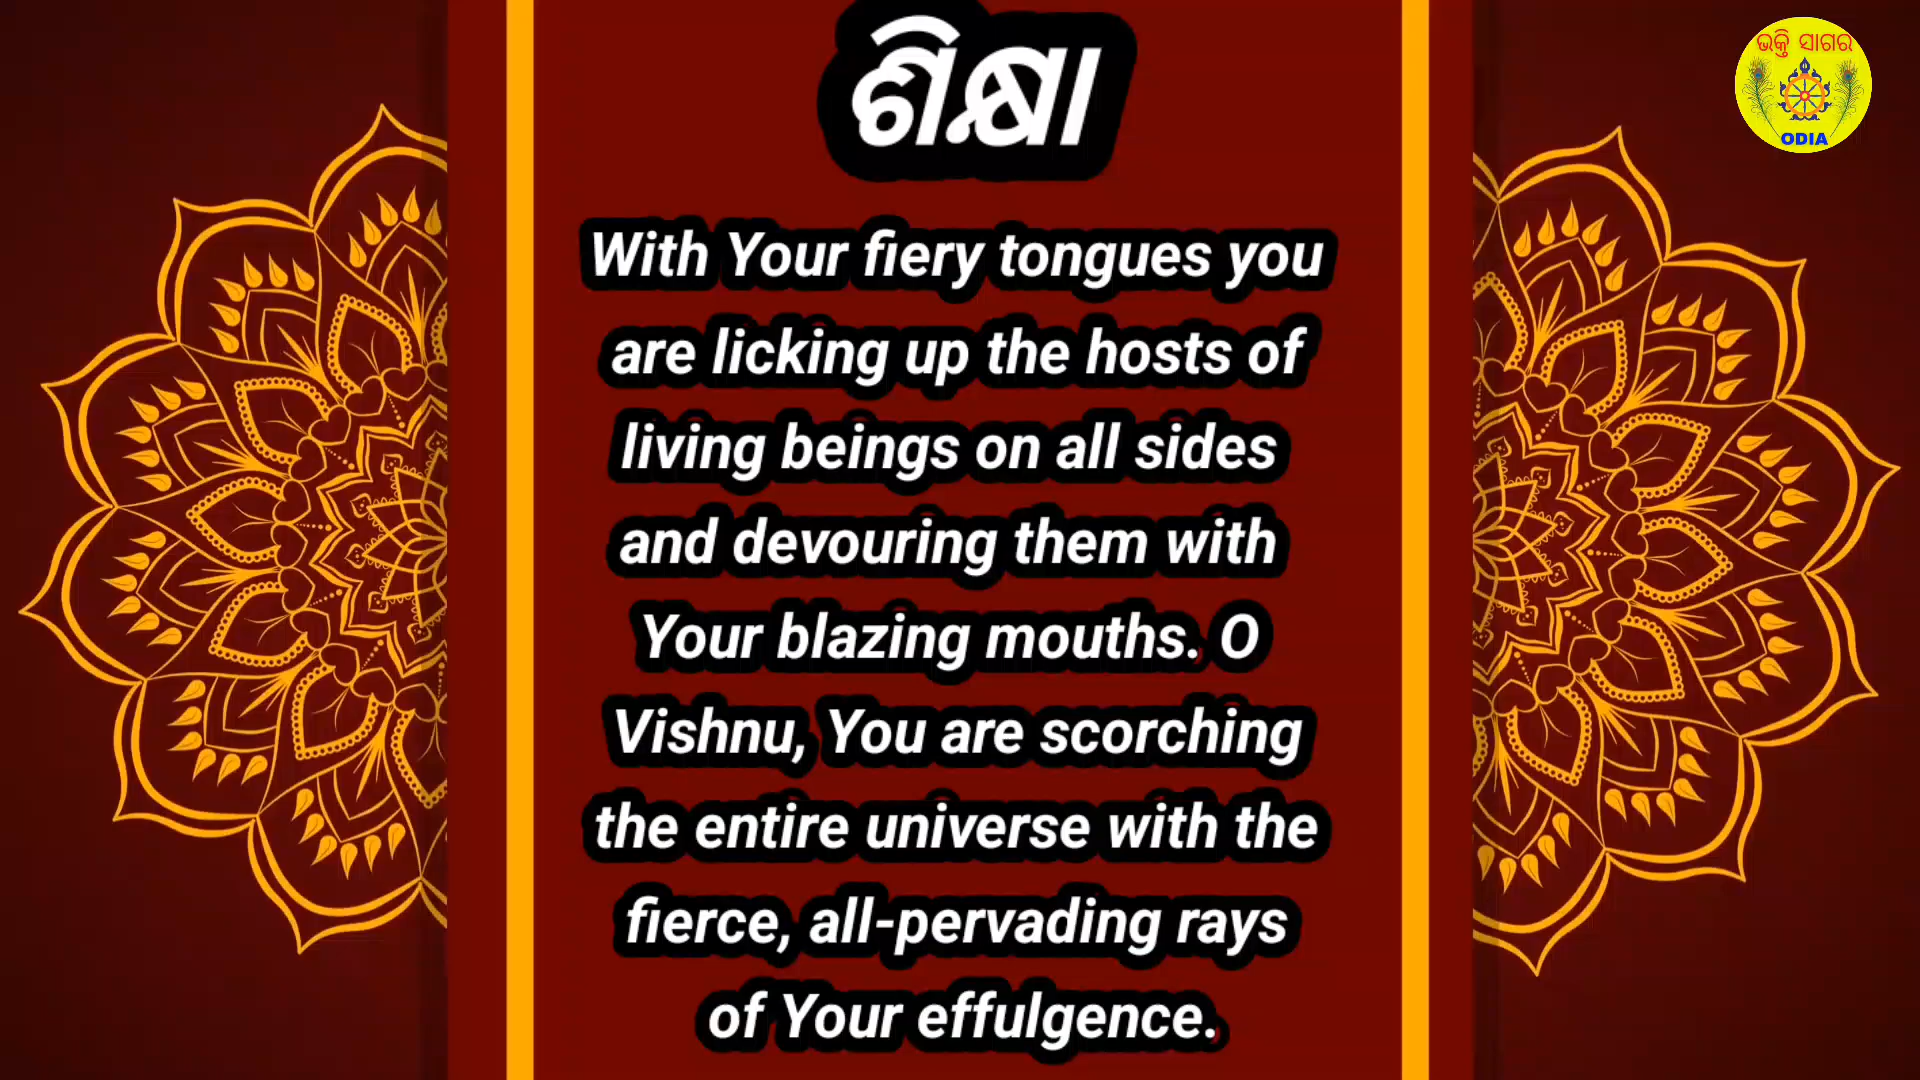 ଶିକ୍ଷା
ଭକ୍ତି ସାଗର
ODIA
With Your fiery tongues you
are licking up the hosts of
living beings on all sides
and devouring them with
Your blazing mouths. O
Vishnu, You are scorching
the entire universe with the
fierce, all-pervading rays
of Your effulgence.